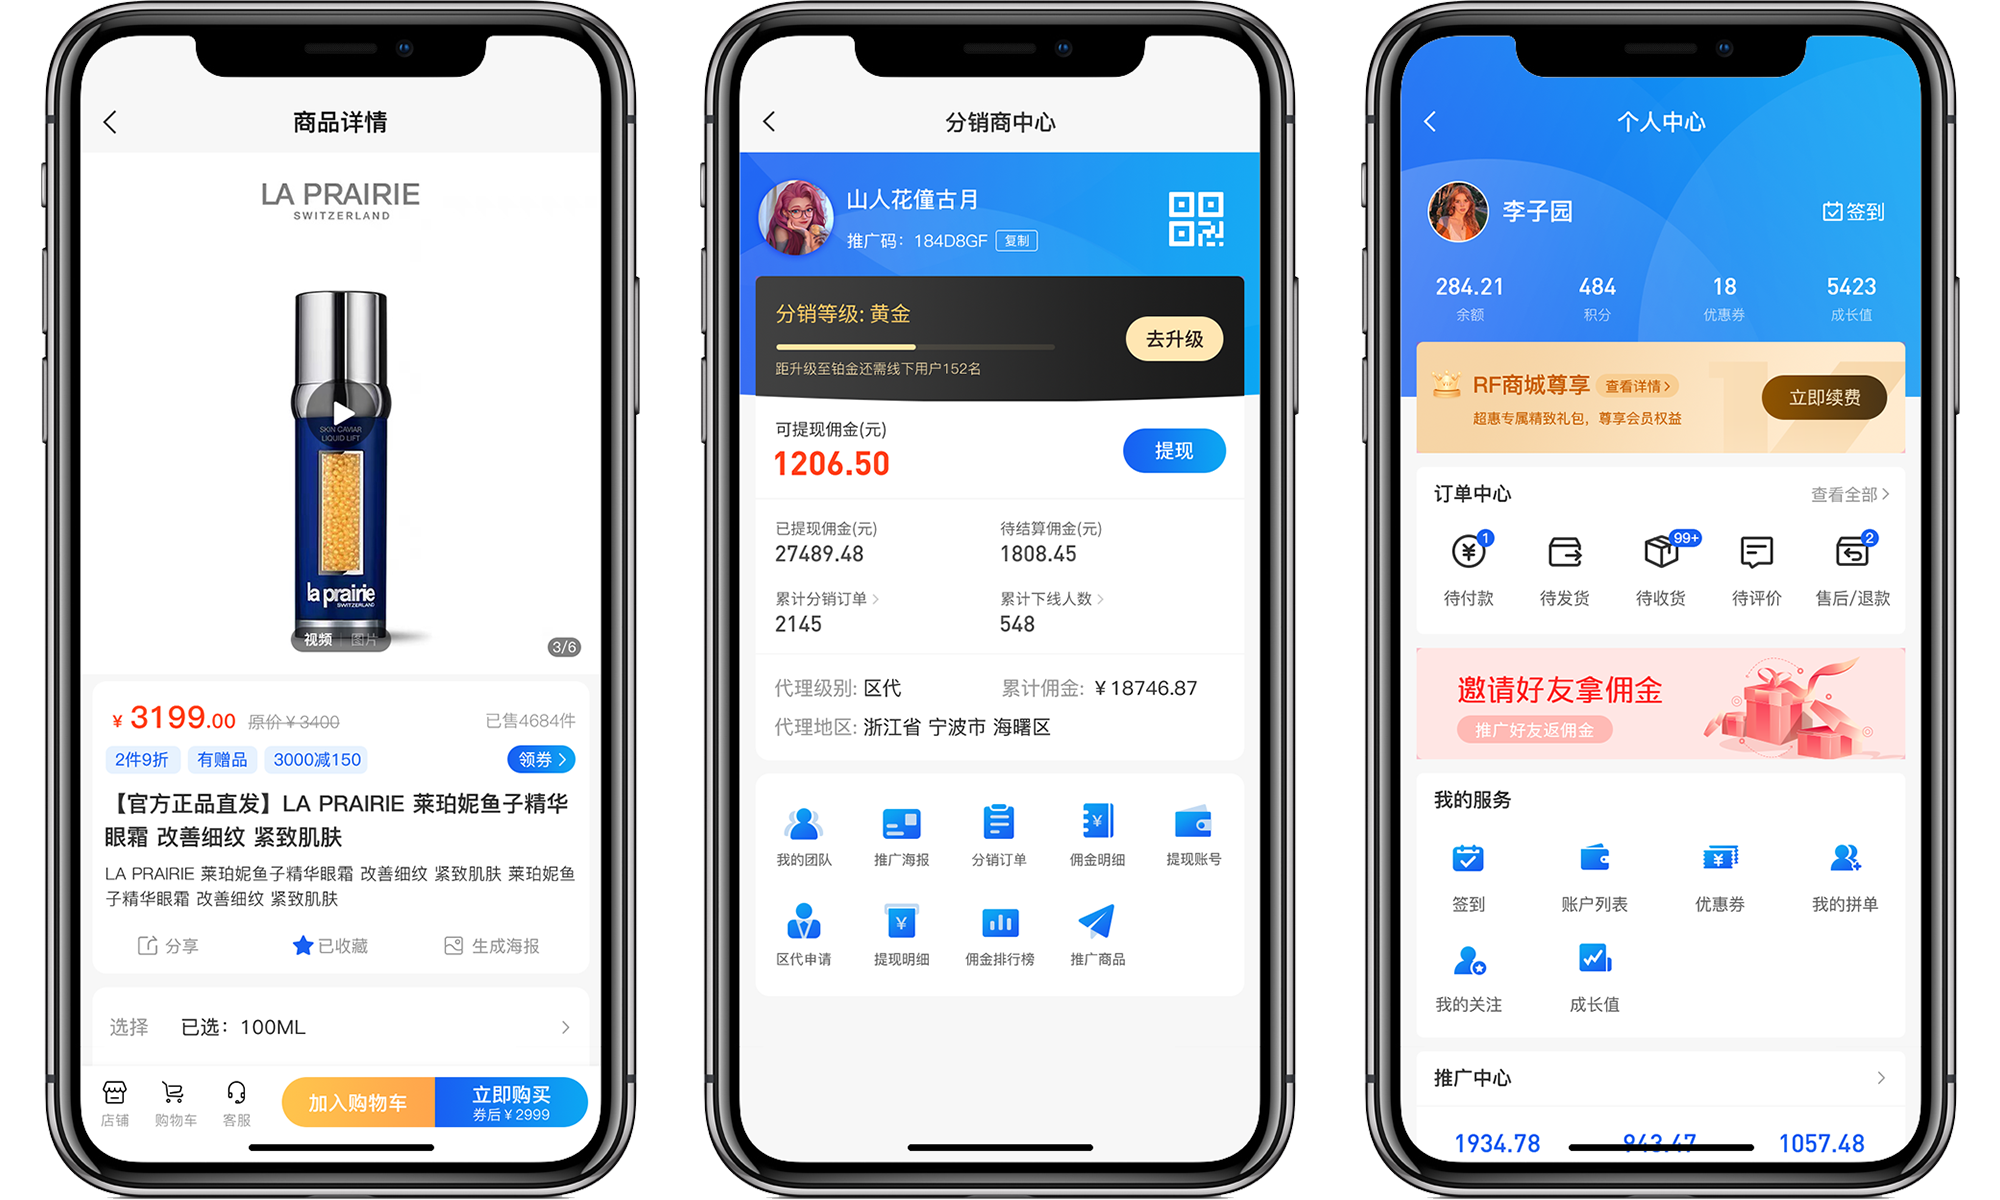 商品详情
LA PRAIRIE
SWITZERLAND
SKIN CAVIAR
LIQUID LIFT
la prairie
SWITZERLAND
视频 图片
3/6
¥ 3199.00 原价¥3400 已售4684件
2件9折 有赠品 3000减150 领券
【官方正品直发】LA PRAIRIE 莱珀妮鱼子精华
眼霜 改善细纹 紧致肌肤
LA PRAIRIE 莱珀妮鱼子精华眼霜 改善细纹 紧致肌肤 莱珀妮鱼
子精华眼霜 改善细纹 紧致肌肤
分享 已收藏 生成海报
选择 已选：100ML
店铺 购物车 客服
加入购物车
立即购买
券后¥2999
分销商中心
山人花僮古月
推广码：184D8GF 复制
分销等级: 黄金
去升级
距升级至铂金还需线下用户152名
可提现佣金(元)
1206.50
提现
已提现佣金(元) 待结算佣金(元)
27489.48 1808.45
累计分销订单 累计下线人数
2145 548
代理级别: 区代 累计佣金: ¥18746.87
代理地区: 浙江省 宁波市 海曙区
我的团队 推广海报 分销订单 佣金明细 提现账号
区代申请 提现明细 佣金排行榜 推广商品
个人中心
李子园
签到
284.21 484 18 5423
余额 积分 优惠券 成长值
RF商城尊享 查看详情
超惠专属精致礼包，尊享会员权益
立即续费
订单中心 查看全部
1 99+ 2
待付款 待发货 待收货 待评价 售后/退款
邀请好友拿佣金
推广好友返佣金
我的服务
签到 账户列表 优惠券 我的拼单
我的关注 成长值
推广中心
1934.78 943.47 1057.48